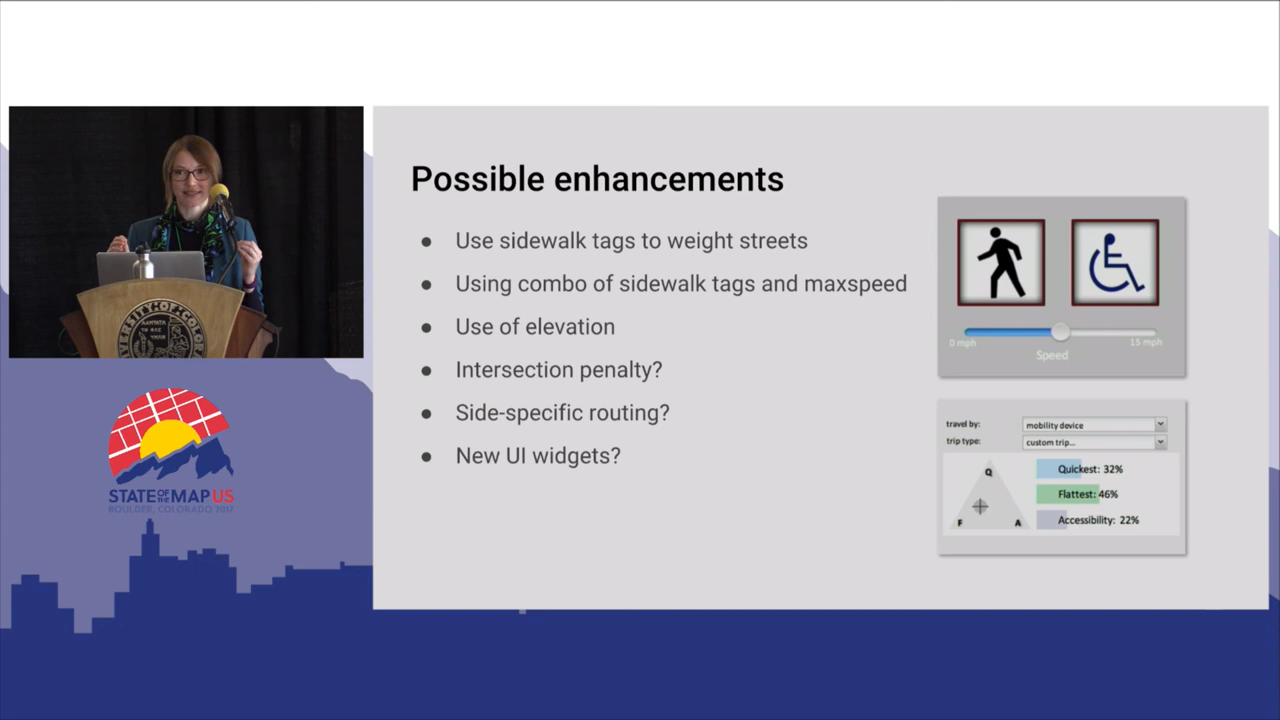 Possible enhancements
● Use sidewalk tags to weight streets
● Using combo of sidewalk tags and maxspeed
● Use of elevation
● Intersection penalty?
● Side-specific routing?
● New UI widgets?
0 mph
15 mph
Speed
travel by: mobility device
trip type: custom trip...
Q
F
A
Quickest: 32%
Flattest: 46%
Accessibility: 22%
STATE OF THE MAP US
BOULDER, COLORADO 2017